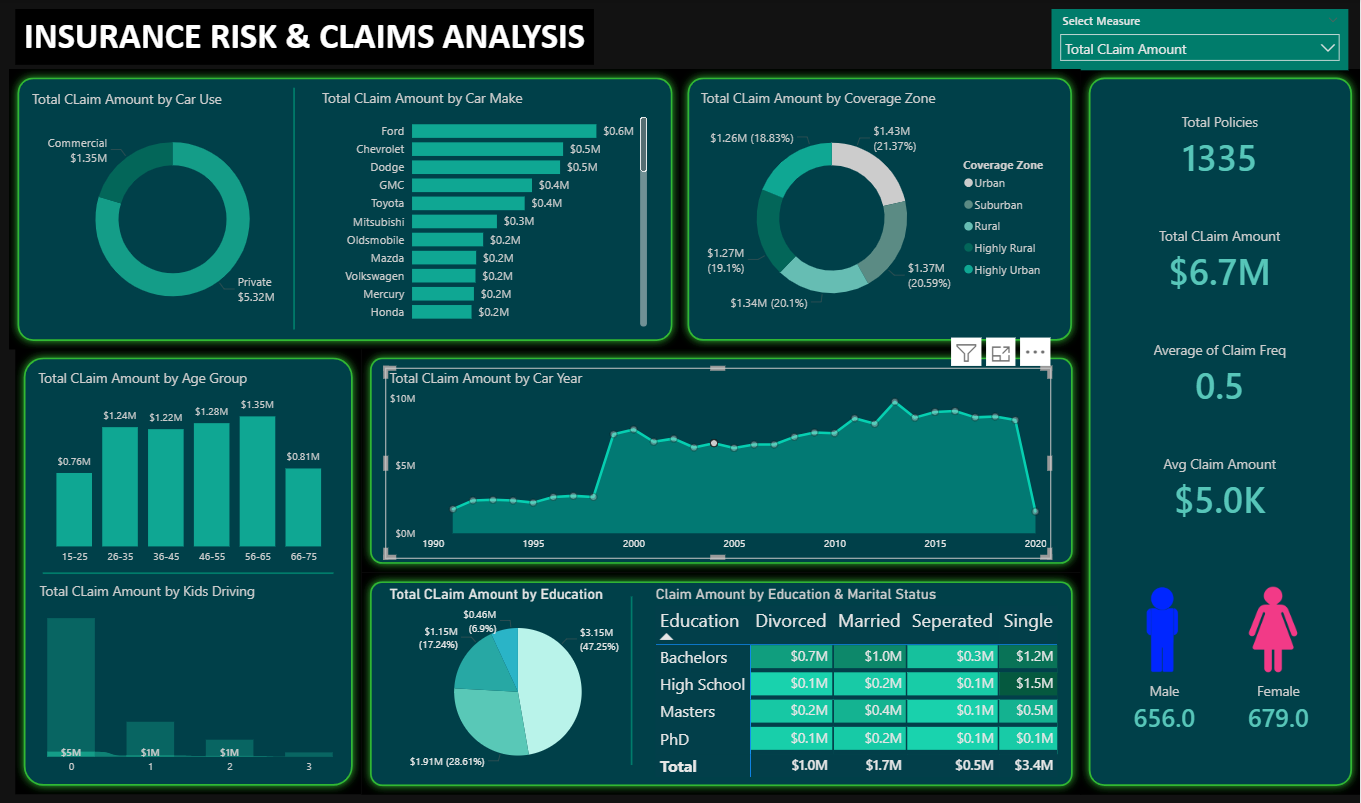 INSURANCE RISK & CLAIMS ANALYSIS
Select Measure
Total CLaim Amount
Total CLaim Amount by Car Use
Commercial
$1.35M
Private
$5.32M
Total CLaim Amount by Car Make
Ford $0.6M
Chevrolet $0.5M
Dodge $0.5M
GMC $0.4M
Toyota $0.4M
Mitsubishi $0.3M
Oldsmobile $0.2M
Mazda $0.2M
Volkswagen $0.2M
Mercury $0.2M
Honda $0.2M
Total CLaim Amount by Coverage Zone
$1.26M (18.83%)
$1.43M
(21.37%)
$1.27M
(19.1%)
$1.37M
(20.59%)
$1.34M (20.1%)
Coverage Zone
Urban
Suburban
Rural
Highly Rural
Highly Urban
Total Policies
1335
Total CLaim Amount
$6.7M
Average of Claim Freq
0.5
Avg Claim Amount
$5.0K
Male
656.0
Female
679.0
Total CLaim Amount by Age Group
$0.76M $1.24M $1.22M $1.28M $1.35M $0.81M
15-25 26-35 36-45 46-55 56-65 66-75
Total CLaim Amount by Kids Driving
$5M $1M $1M
0 1 2 3
Total CLaim Amount by Car Year
$10M
$5M
$0M
1990 1995 2000 2005 2010 2015 2020
Total CLaim Amount by Education
$0.46M
(6.9%)
$1.15M
(17.24%)
$3.15M
(47.25%)
$1.91M (28.61%)
Claim Amount by Education & Marital Status
Education Divorced Married Seperated Single
Bachelors $0.7M $1.0M $0.3M $1.2M
High School $0.1M $0.2M $0.1M $1.5M
Masters $0.2M $0.4M $0.1M $0.5M
PhD $0.1M $0.2M $0.1M $0.1M
Total $1.0M $1.7M $0.5M $3.4M